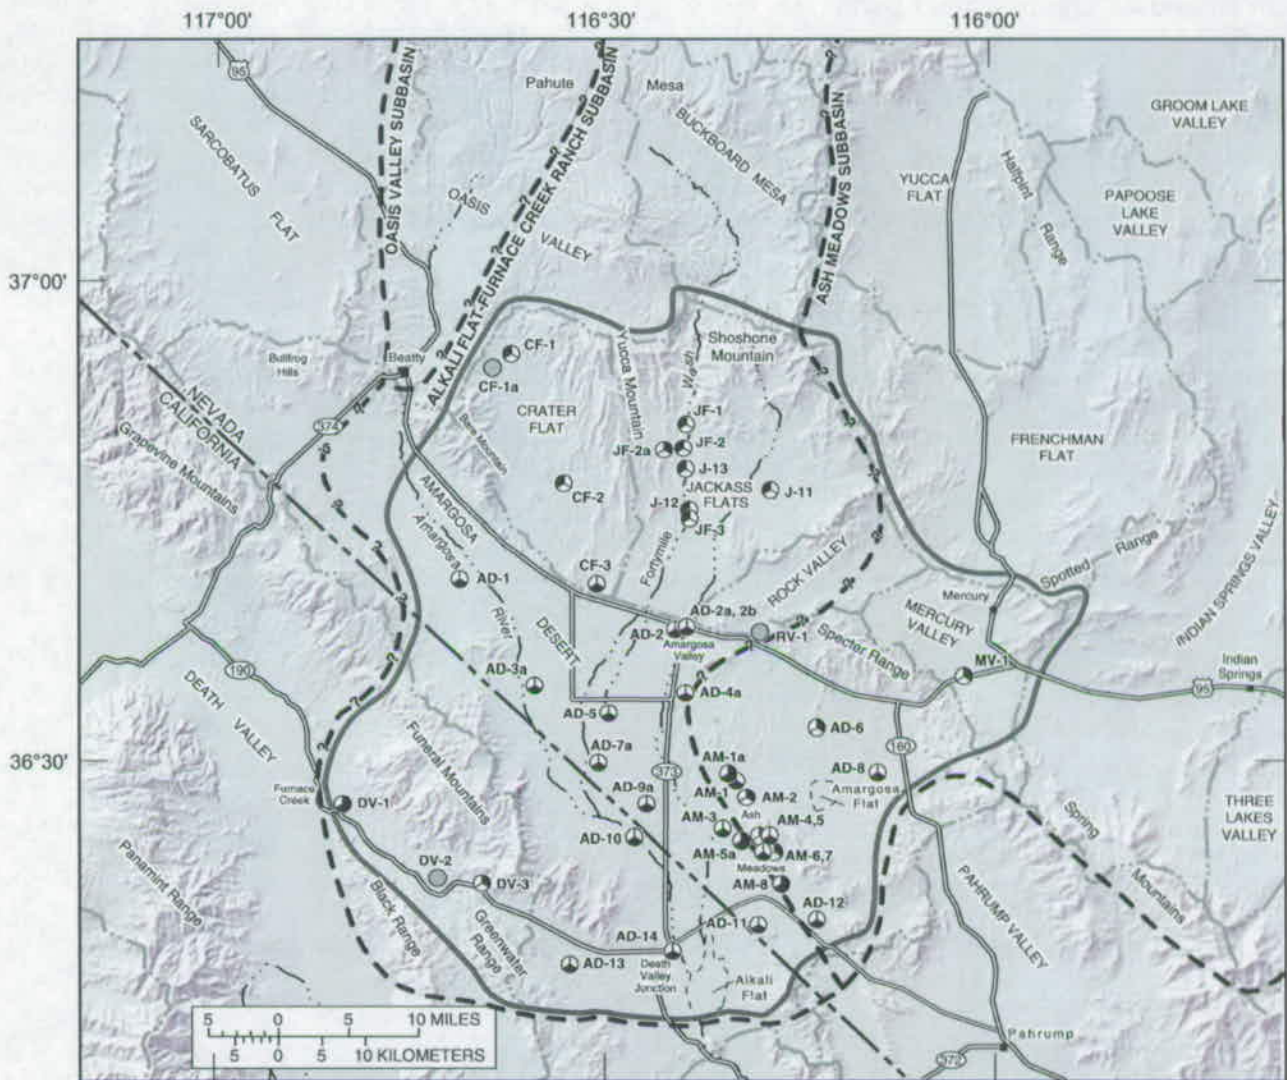 117°00'
116°30'
116°00'
95
Pahute
Mesa
GROOM LAKE
VALLEY
SARCOBATUS
FLAT
OASIS VALLEY SUBBASIN
ALKALI FLAT-FURNACE CREEK RANCH SUBBASIN
BUCKBOARD MESA
ASH MEADOWS SUBBASIN
YUCCA
FLAT
Halfpint
Range
PAPOOSE
LAKE
VALLEY
OASIS
VALLEY
37°00'
Shoshone
Mountain
Yucca Mountain
Wash
Bullfrog
Hills
Beatty
CF-1
CF-1a
CRATER
FLAT
Bare Mountain
NEVADA
CALIFORNIA
374
Grapevine Mountains
JF-1
JF-2
JF-2a
J-13
JACKASS
FLATS
J-12
J-11
JF-3
CF-2
FRENCHMAN
FLAT
AMARGOSA
Amargosa
Fortymile
CF-3
AD-1
River
DESERT
ROCK VALLEY
Spotted Range
INDIAN SPRINGS VALLEY
Mercury
MERCURY
VALLEY
AD-2a, 2b
AD-2
Amargosa
Valley
RV-1
Specter Range
MV-1
Indian
Springs
95
190
DEATH VALLEY
AD-3a
AD-4a
AD-5
AD-6
160
36°30'
Funeral Mountains
AD-7a
373
AM-1a
AM-1
AD-8
Amargosa
Flat
Furnace
Creek
DV-1
AD-9a
AM-2
Ash
AM-3
AM-4,5
AD-10
AM-5a
AM-6,7
Meadows
Spring
Mountains
THREE
LAKES
VALLEY
Panamint Range
DV-2
DV-3
AM-8
AD-12
PAHRUMP VALLEY
Black Range
Greenwater
Range
AD-11
AD-14
AD-13
Death
Valley
Junction
Alkali
Flat
Pahrump
372
5 0 5 10 MILES
5 0 5 10 KILOMETERS